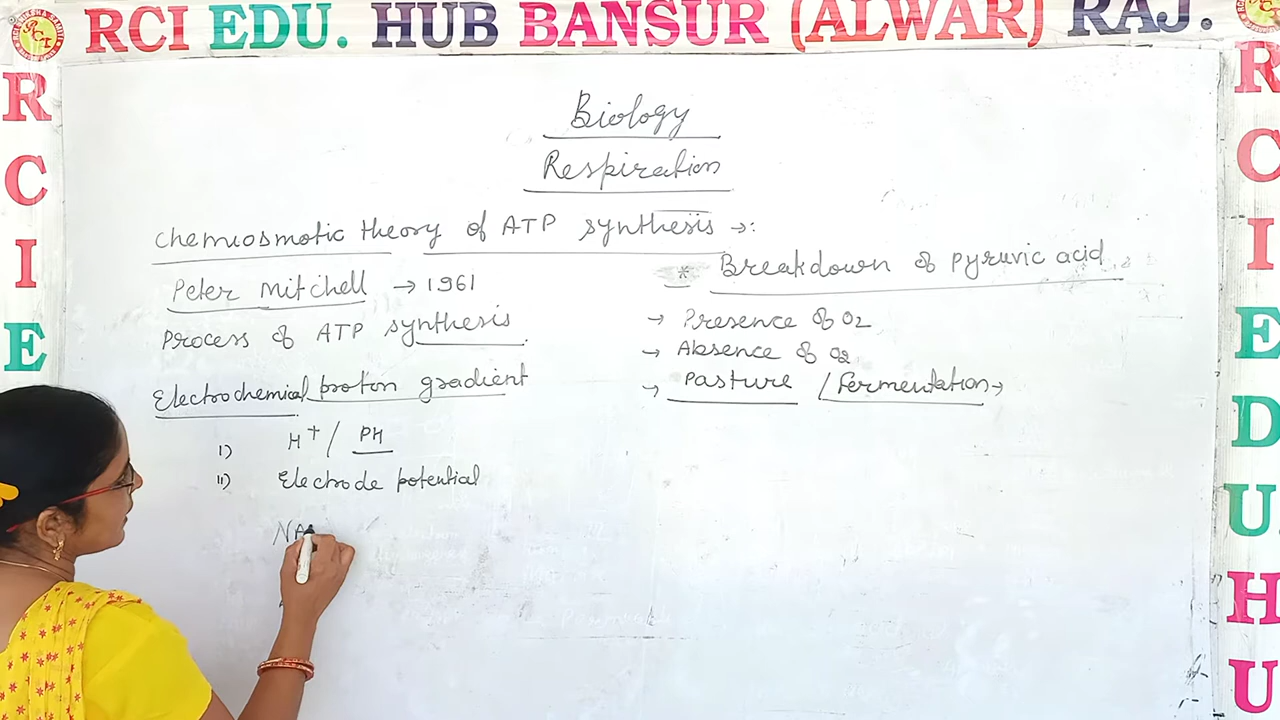 RCI EDU. HUB BANSUR (ALWAR) RAJ.
R
C
I
E
RCI
E
D
U
H
U
Biology
Respiration
Chemiosmotic theory of ATP synthesis →:
Peter Mitchell → 1961
Process of ATP synthesis
Electrochemical proton gradient
I) H+ / PH
II) Electrode potential
NA
* Breakdown of pyruvic acid
→ Presence of O2
→ Absence of O2
→ Pasture / Fermentation →